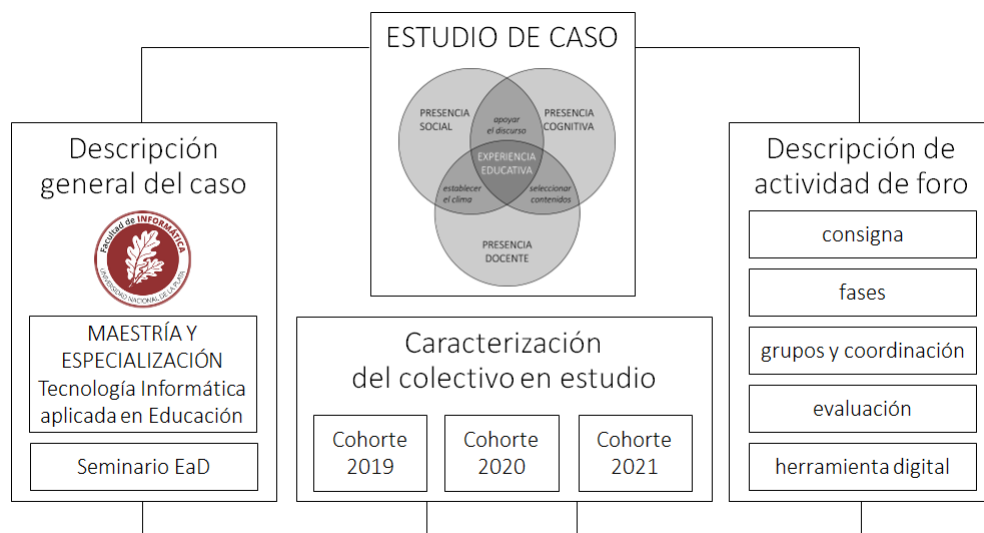 ESTUDIO DE CASO
PRESENCIA
SOCIAL
apoyar
el discurso
PRESENCIA
COGNITIVA
EXPERIENCIA
EDUCATIVA
establecer
el clima
seleccionar
contenidos
PRESENCIA
DOCENTE
Descripción
general del caso
Facultad de INFORMÁTICA
UNIVERSIDAD NACIONAL DE LA PLATA
MAESTRÍA Y
ESPECIALIZACIÓN
Tecnología Informática
aplicada en Educación
Seminario EaD
Caracterización
del colectivo en estudio
Cohorte
2019
Cohorte
2020
Cohorte
2021
Descripción de
actividad de foro
consigna
fases
grupos y coordinación
evaluación
herramienta digital